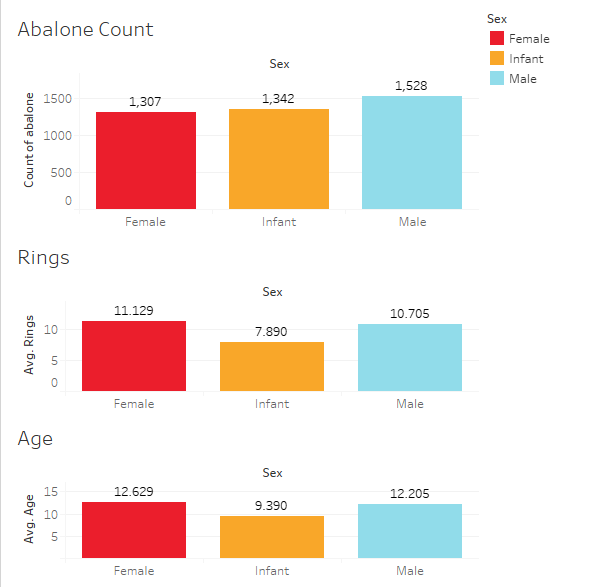 Abalone Count
Sex
Female
Infant
Male
Sex
Count of abalone
1500
1000
500
0
1,307
1,342
1,528
Female Infant Male
Rings
Sex
Avg. Rings
10
5
0
11.129
7.890
10.705
Female Infant Male
Age
Sex
Avg. Age
15
10
5
12.629
9.390
12.205
Female Infant Male